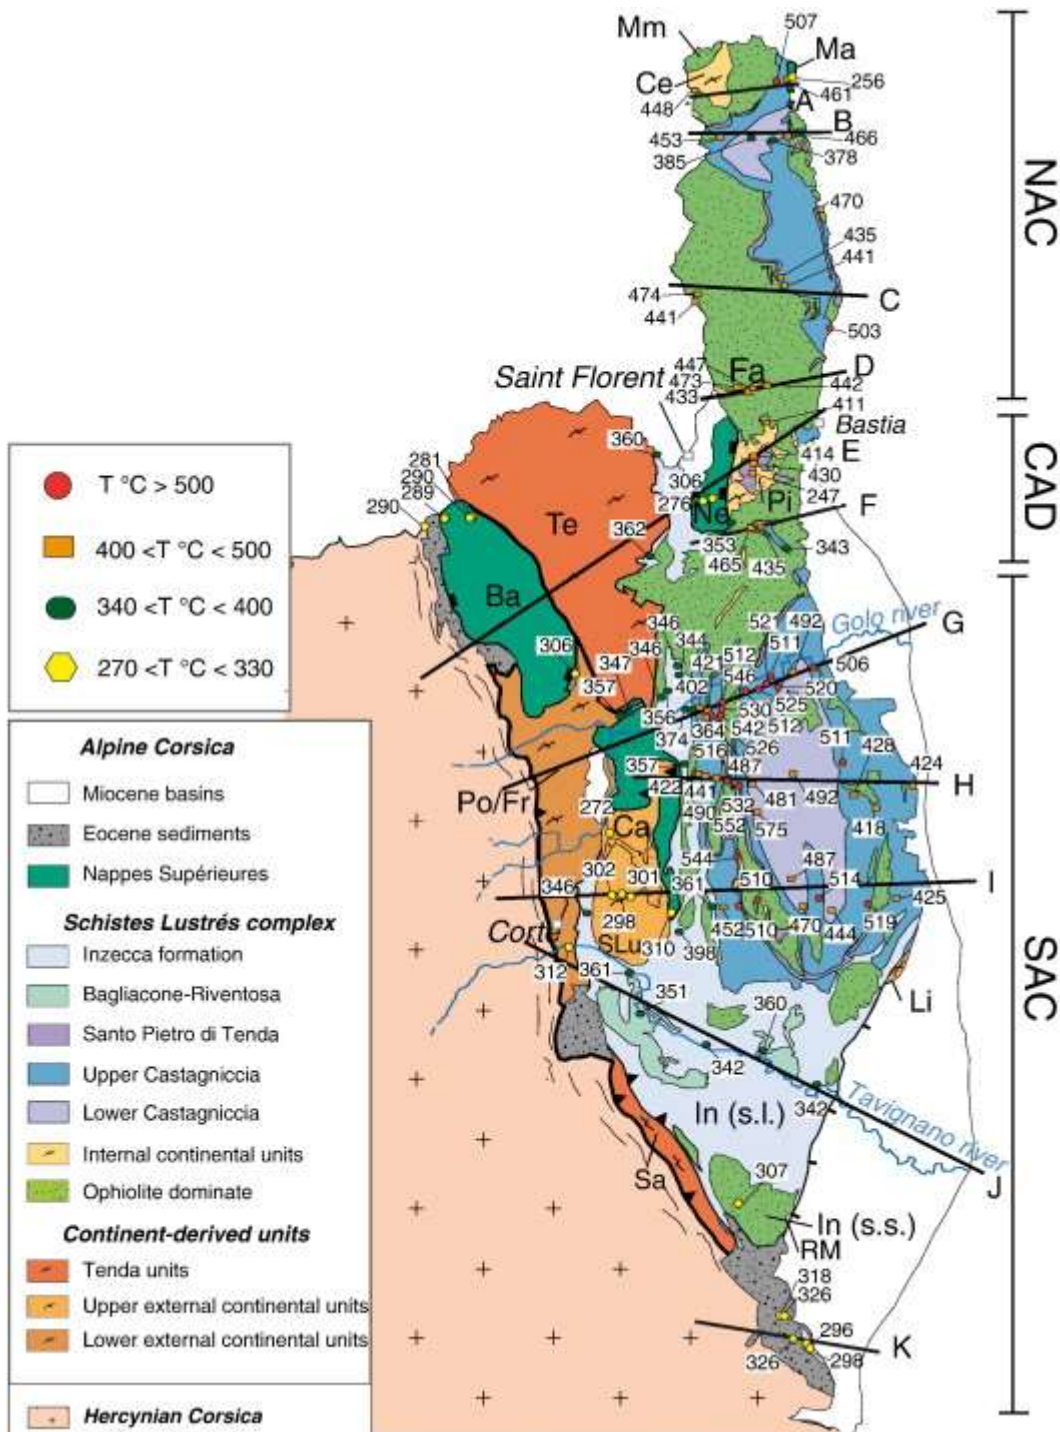 507
Mm
Ma
Ce
256
461
448
A
B
453
466
385
378
NAC
470
435
441
474
C
441
503
447
Fa
D
Saint Florent
473
442
433
411
Bastia
360
414
E
T °C > 500
281
306
430
CAD
290
276
247
289
Ne
Pi
F
290
Te
400 <T °C < 500
362
353
343
465
435
340 <T °C < 400
Ba
521
492
Golo river
G
346
344
512
511
306
346
421
546
506
270 <T °C < 330
347
402
520
357
530
525
356
364
542
512
374
516
526
511
428
Alpine Corsica
357
487
424
Po/Fr
422
441
H
Miocene basins
272
490
532
481
492
Ca
552
575
418
Eocene sediments
544
487
Nappes Supérieures
302
301
346
361
510
514
I
298
425
Schistes Lustrés complex
Corte
SLu
452
510
470
519
310
398
444
Inzecca formation
312
361
SAC
351
360
Li
Bagliacone-Riventosa
Santo Pietro di Tenda
342
Upper Castagniccia
In (s.l.)
342
Tavignano river
Lower Castagniccia
Internal continental units
307
Sa
J
Ophiolite dominate
In (s.s.)
Continent-derived units
RM
Tenda units
318
326
Upper external continental units
296
K
Lower external continental units
326
298
Hercynian Corsica